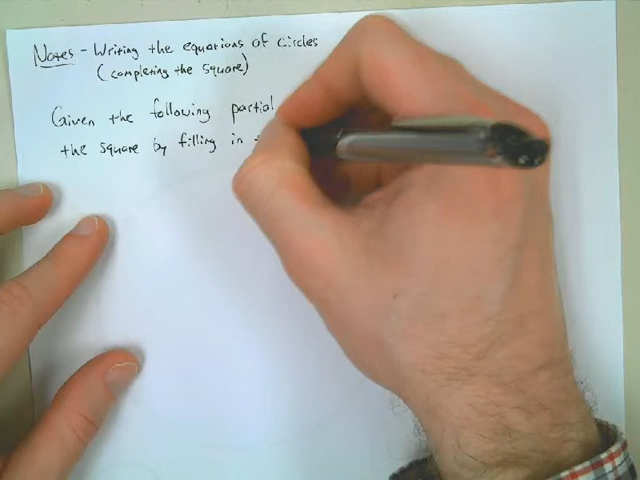 Notes - Writing the equations of circles
(completing the square)
Given the following partial
the square by filling in